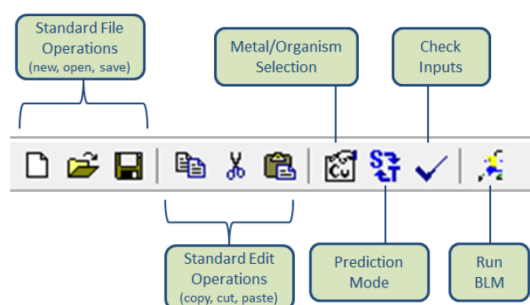 Standard File
Operations
(new, open, save)
Metal/Organism
Selection
Check
Inputs
Cu
S
T
Standard Edit
Operations
(copy, cut, paste)
Prediction
Mode
Run
BLM